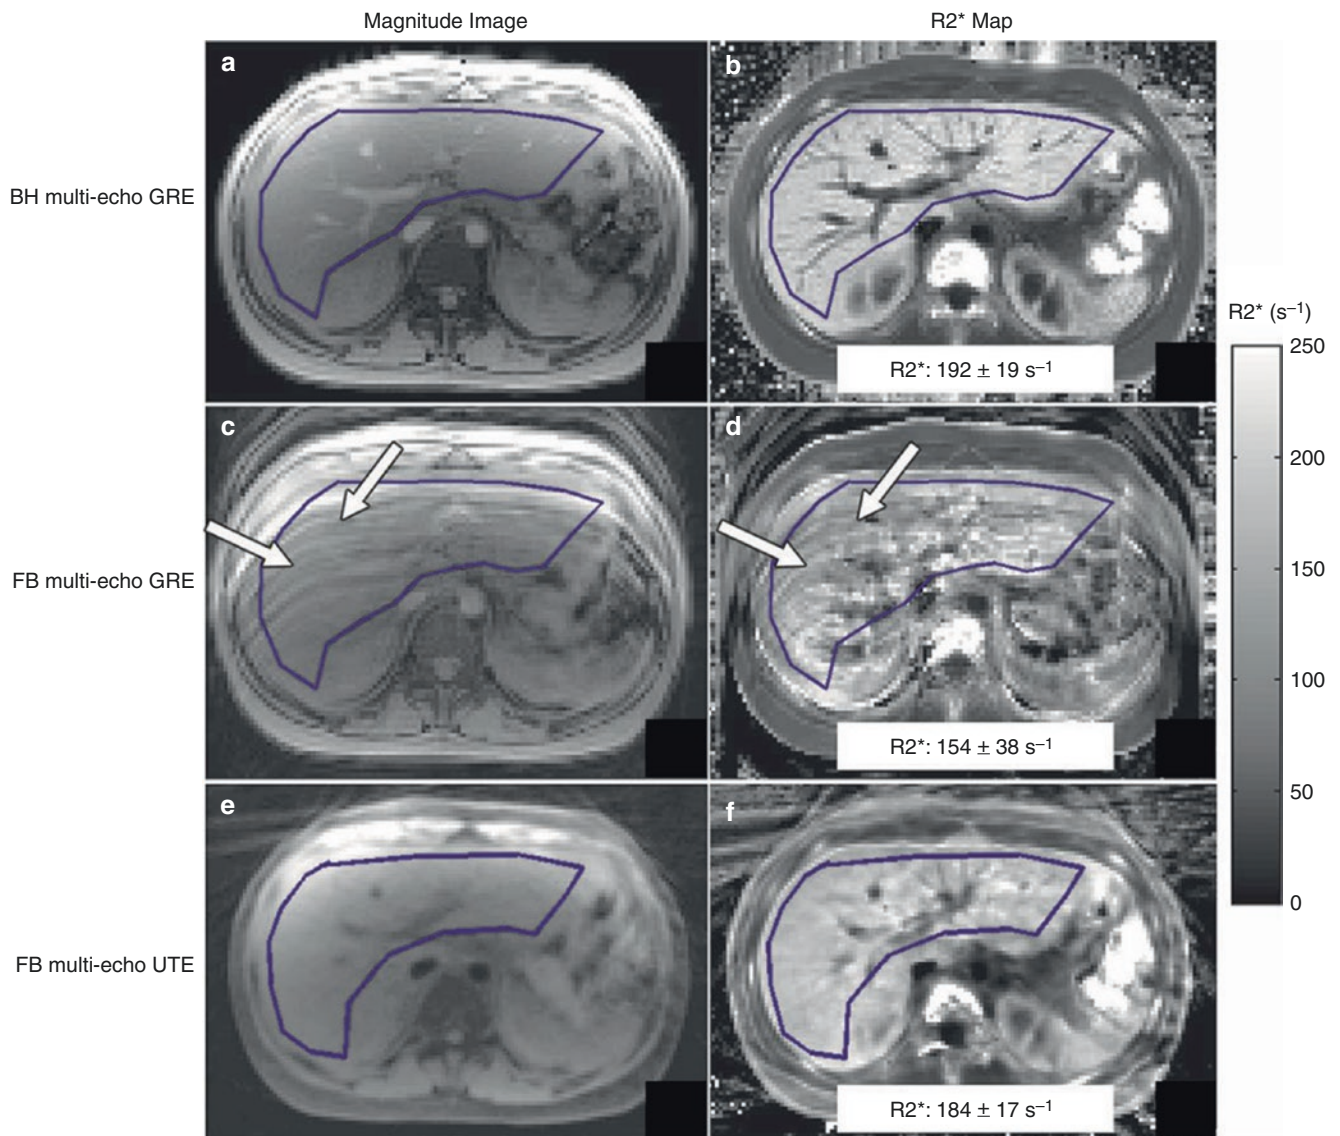 Magnitude Image
R2* Map
a
b
BH multi-echo GRE
R2*: 192 ± 19 s⁻¹
c
d
FB multi-echo GRE
R2*: 154 ± 38 s⁻¹
e
f
FB multi-echo UTE
R2*: 184 ± 17 s⁻¹
R2* (s⁻¹)
250
200
150
100
50
0